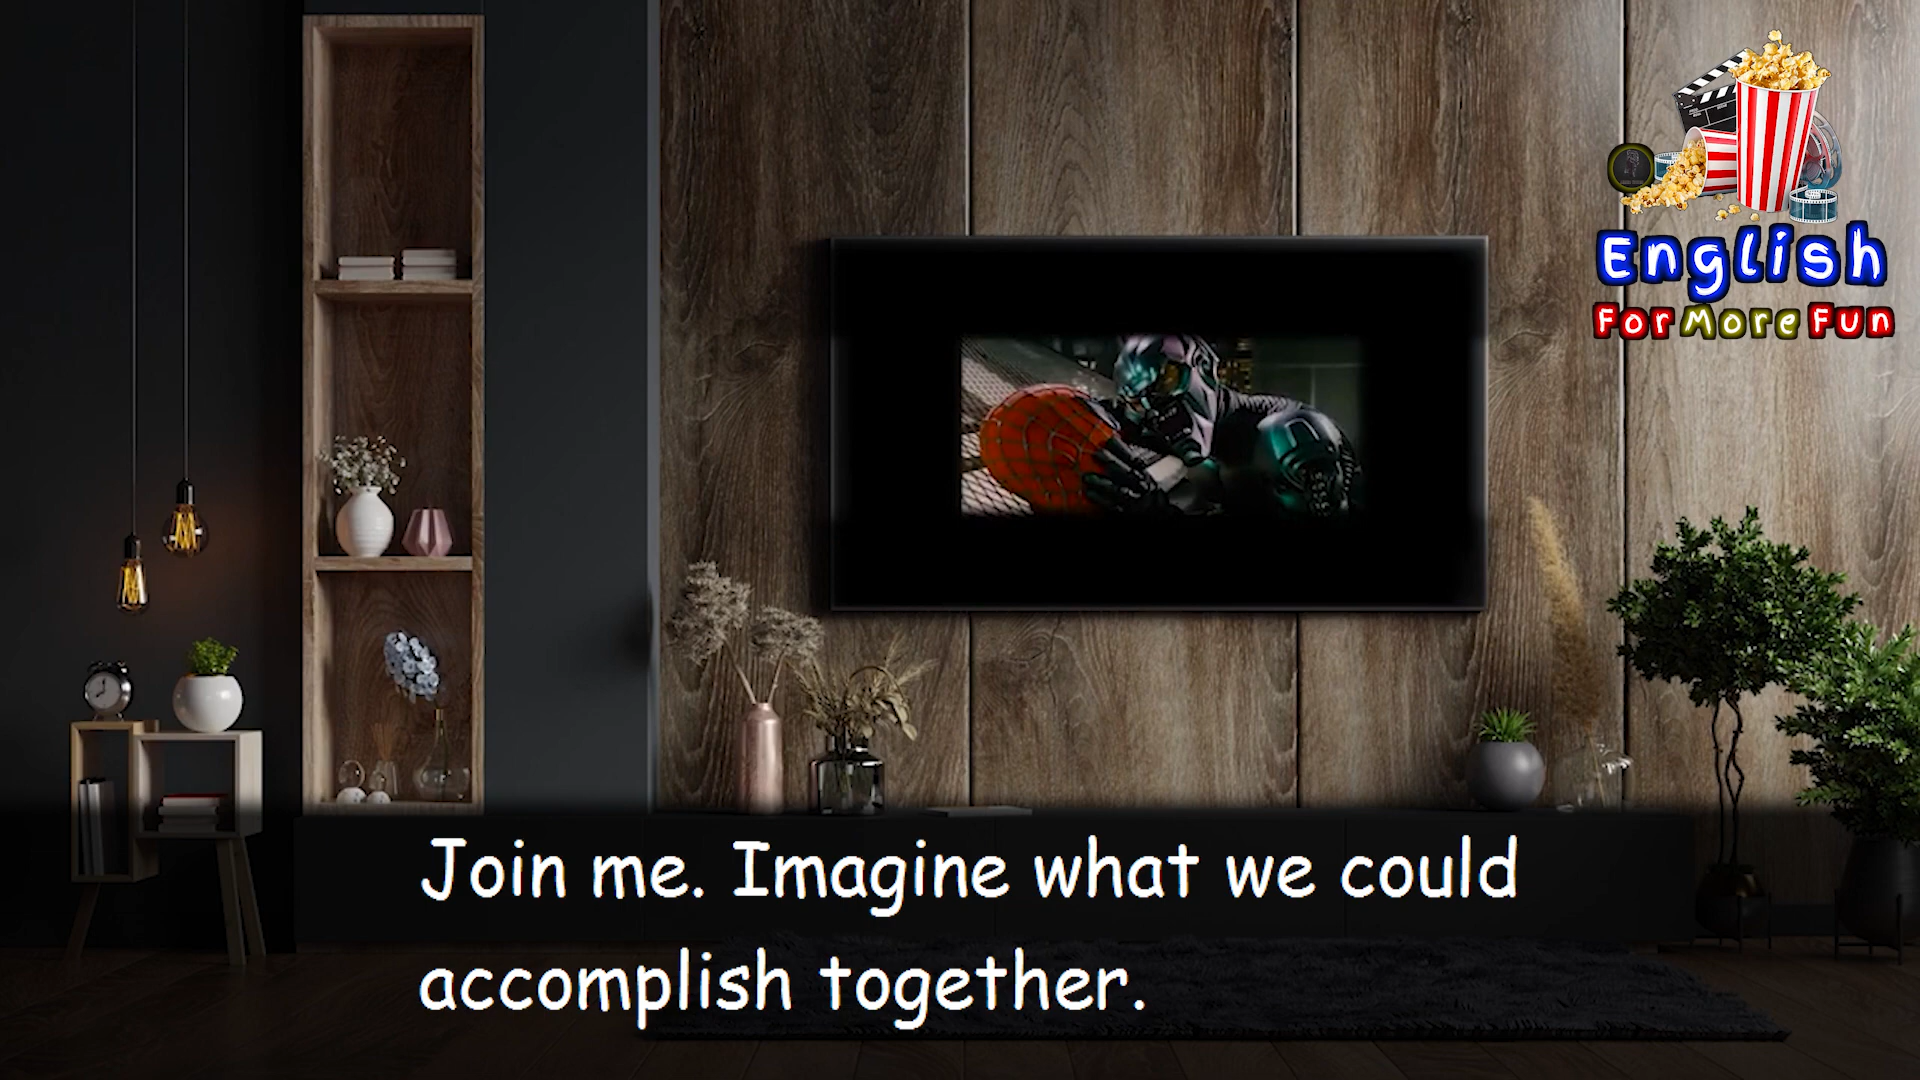 English
For More Fun
Join me. Imagine what we could
accomplish together.